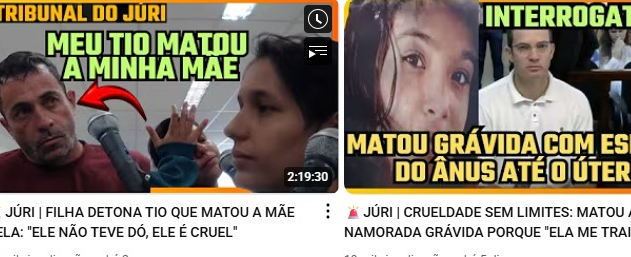 TRIBUNAL DO JÚRI
MEU TIO MATOU
A MINHA MÃE
2:19:30
JÚRI | FILHA DETONA TIO QUE MATOU A MÃE
ELA: "ELE NÃO TEVE DÓ, ELE É CRUEL"
INTERROGAT
MATOU GRÁVIDA COM ES
DO ÂNUS ATÉ O ÚTER
JÚRI | CRUELDADE SEM LIMITES: MATOU A
NAMORADA GRÁVIDA PORQUE "ELA ME TRAI